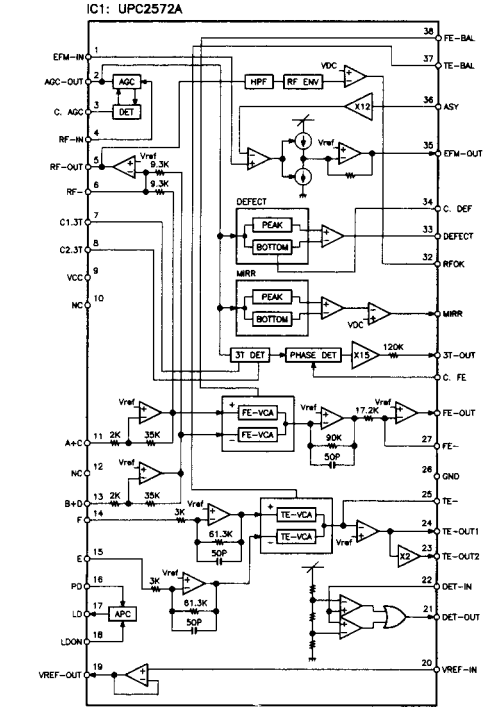 IC1: UPC2572A
EFM-IN 1
AGC-OUT 2
C. AGC 3
RF-IN 4
RF-OUT 5
RF- 6
C1.3T 7
C2.3T 8
VCC 9
NC 10
A+C 11
NC 12
B+D 13
F 14
E 15
PD 16
LD 17
LDON 18
VREF-OUT 19
AGC
DET
Vref
9.3K
9.3K
HPF
RF ENV
VDC
X12
Vref
DEFECT
PEAK
BOTTOM
MIRR
PEAK
BOTTOM
VDC
3T DET
PHASE DET
X15
120K
Vref
2K
35K
Vref
2K
35K
+
FE-VCA
-
FE-VCA
Vref
90K
50P
17.2K
Vref
3K
Vref
61.3K
50P
3K
Vref
61.3K
50P
+
TE-VCA
-
TE-VCA
Vref
X2
APC
38 FE-BAL
37 TE-BAL
36 ASY
35 EFM-OUT
34 C. DEF
33 DEFECT
32 RFOK
MIRR
3T-OUT
C. FE
FE-OUT
27 FE-
26 GND
25 TE-
24 TE-OUT1
23 TE-OUT2
22 DET-IN
21 DET-OUT
20 VREF-IN